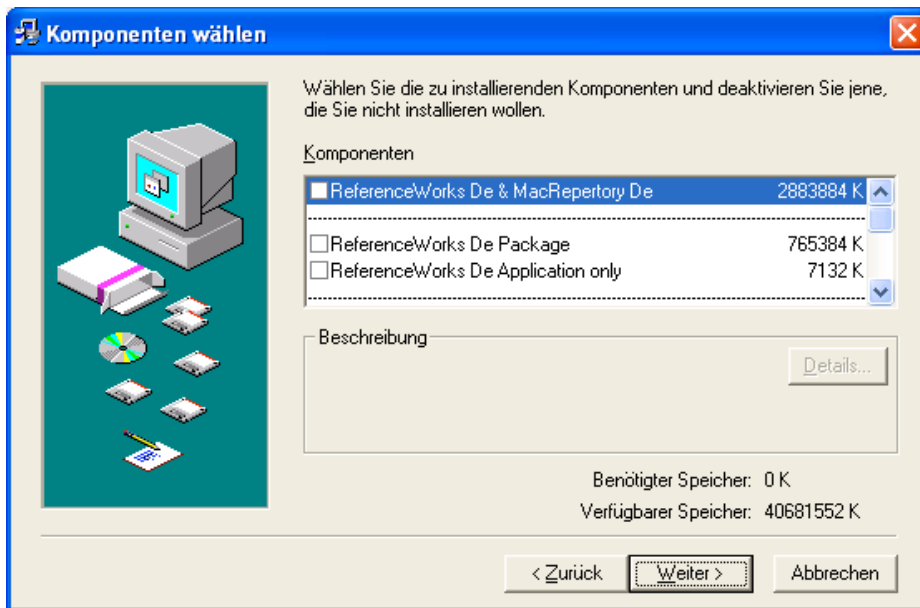 Komponenten wählen
Wählen Sie die zu installierenden Komponenten und deaktivieren Sie jene,
die Sie nicht installieren wollen.
Komponenten
ReferenceWorks De & MacRepertory De 2883884 K
ReferenceWorks De Package 765384 K
ReferenceWorks De Application only 7132 K
Beschreibung
Details...
Benötigter Speicher: 0 K
Verfügbarer Speicher: 40681552 K
< Zurück Weiter > Abbrechen